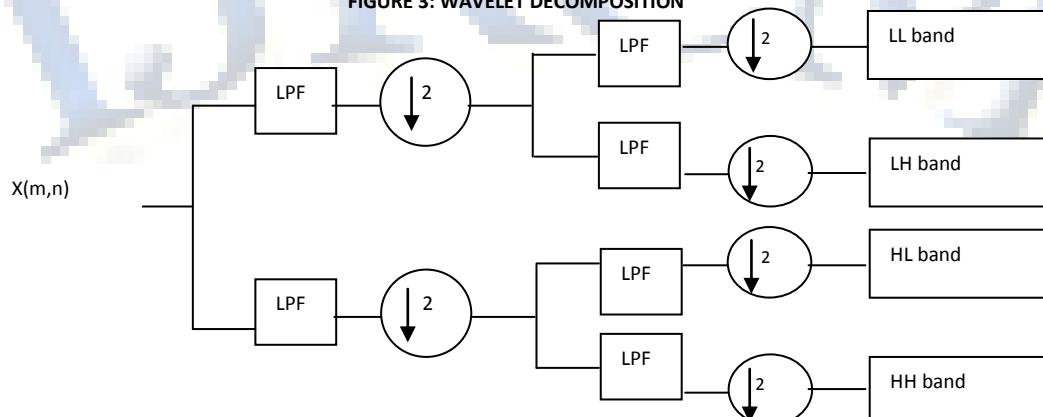 FIGURE 3: WAVELET DECOMPOSITION
LPF
2
LL band
LPF
2
LPF
2
LH band
X(m,n)
LPF
2
HL band
LPF
2
LPF
2
HH band